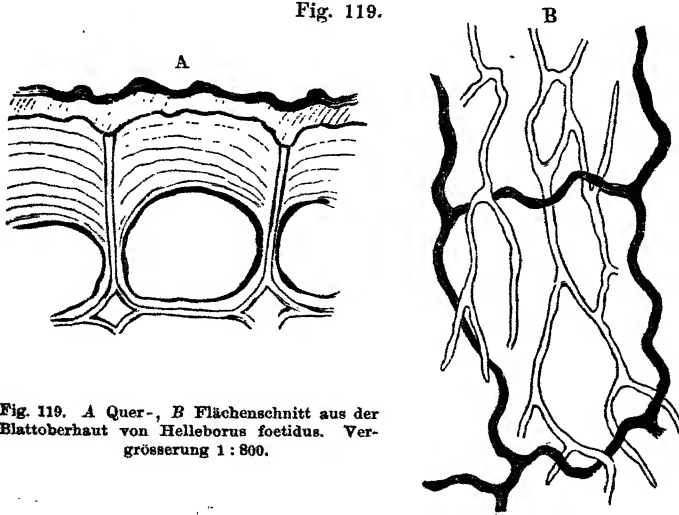 Fig. 119.
A
B
Fig. 119. A Quer-, B Flächenschnitt aus der
Blattoberhaut von Helleborus foetidus. Ver-
grösserung 1 : 800.